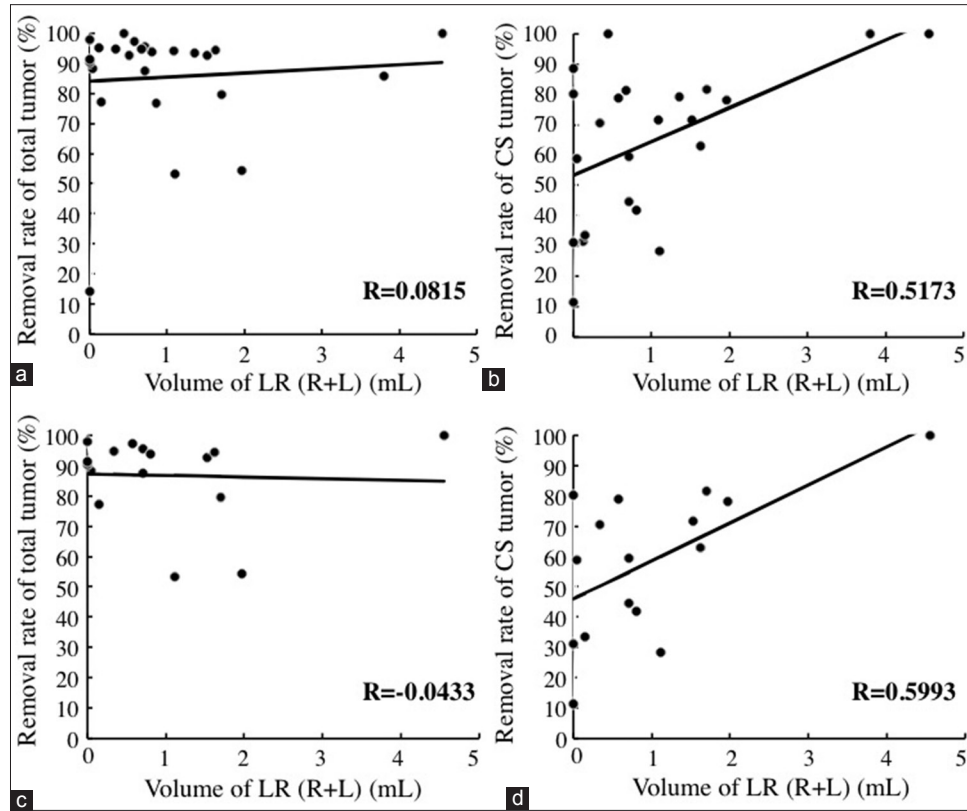 Removal rate of total tumor (%)
100
90
80
70
60
50
40
30
20
10
0
0 1 2 3 4 5
R=0.0815
Volume of LR (R+L) (mL)
a
Removal rate of CS tumor (%)
100
90
80
70
60
50
40
30
20
10
0
1 2 3 4 5
R=0.5173
Volume of LR (R+L) (mL)
b
Removal rate of total tumor (%)
100
90
80
70
60
50
40
30
20
10
0
0 1 2 3 4 5
R=-0.0433
Volume of LR (R+L) (mL)
c
Removal rate of CS tumor (%)
100
90
80
70
60
50
40
30
20
10
0
0 1 2 3 4 5
R=0.5993
Volume of LR (R+L) (mL)
d